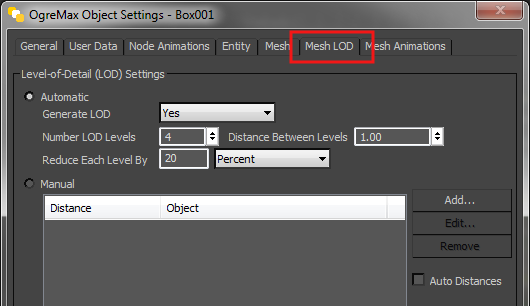 OgreMax Object Settings - Box001
General User Data Node Animations Entity Mesh Mesh LOD Mesh Animations
Level-of-Detail (LOD) Settings
Automatic
Generate LOD Yes
Number LOD Levels 4 Distance Between Levels 1.00
Reduce Each Level By 20 Percent
Manual
Distance Object
Add...
Edit...
Remove
Auto Distances